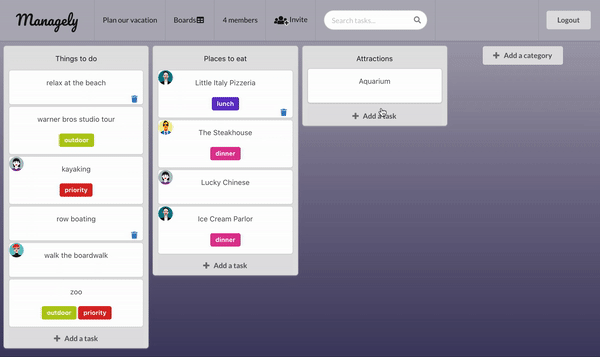 Managely
Plan our vacation
Boards
4 members
Invite
Search tasks...
Logout
Things to do
relax at the beach
warner bros studio tour
outdoor
kayaking
priority
row boating
walk the boardwalk
zoo
outdoor priority
Add a task
Places to eat
Little Italy Pizzeria
lunch
The Steakhouse
dinner
Lucky Chinese
Ice Cream Parlor
dinner
Add a task
Attractions
Aquarium
Add a task
Add a category